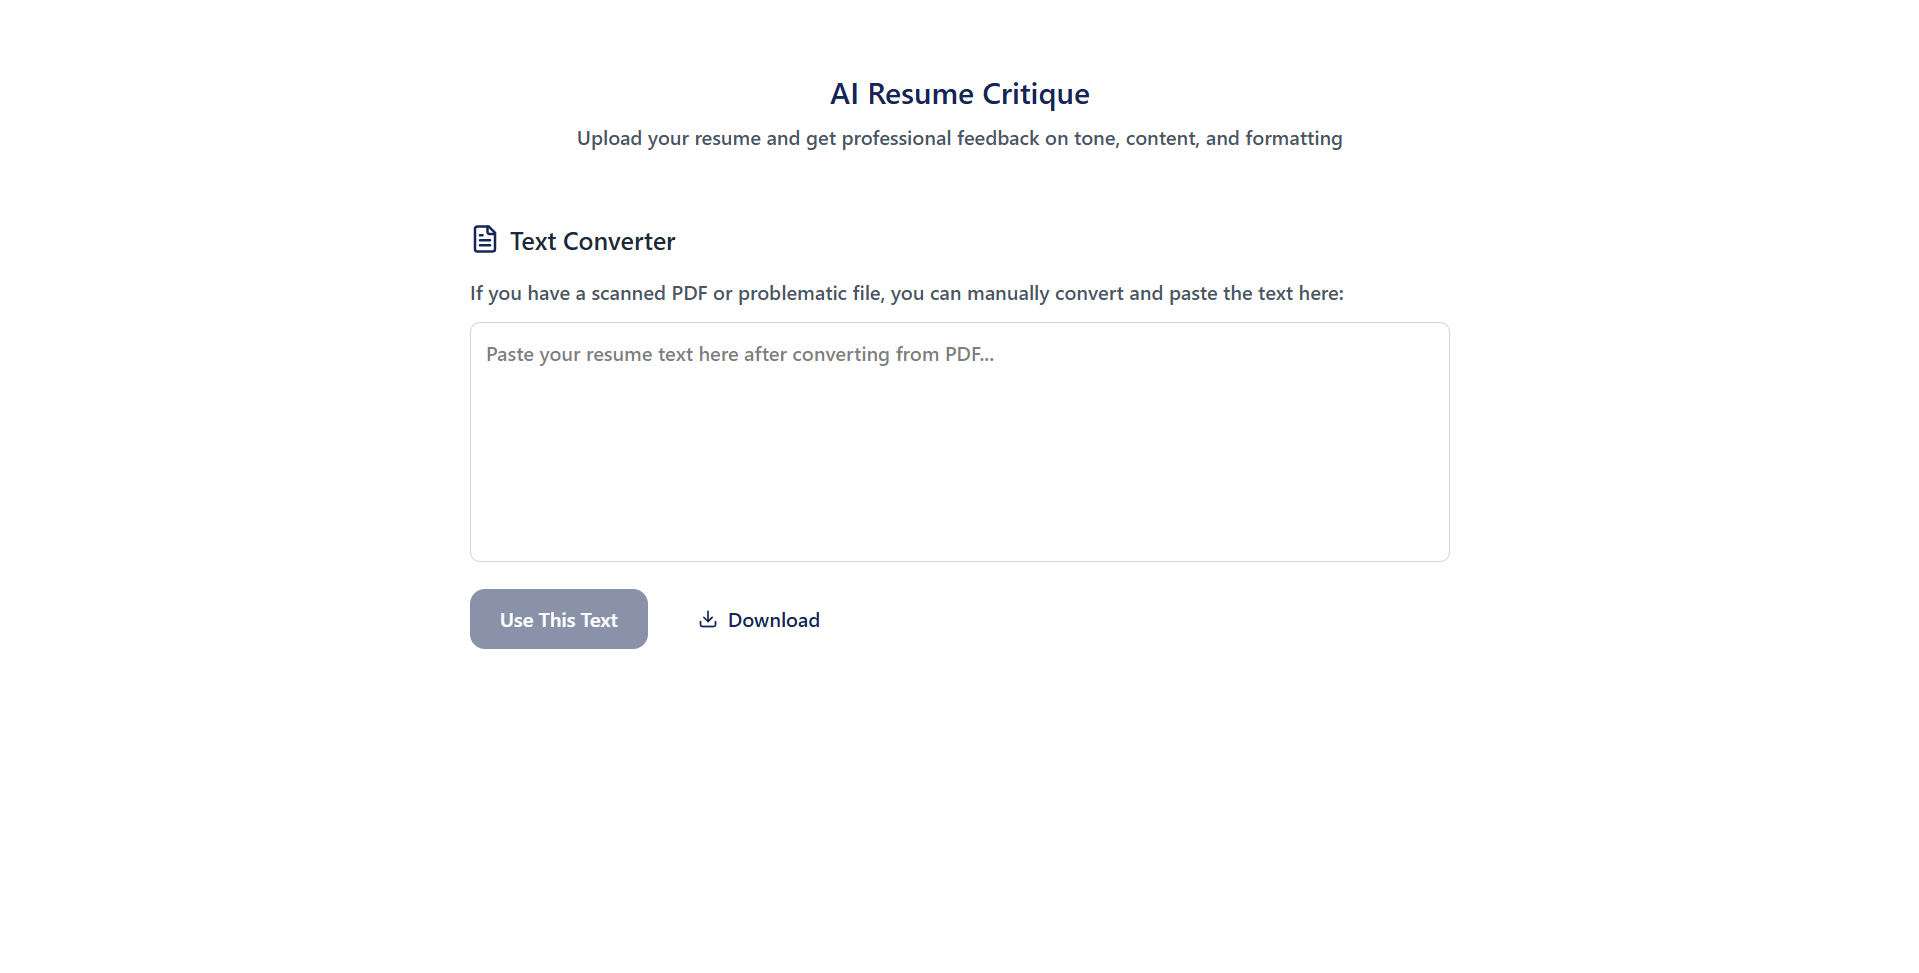 AI Resume Critique
Upload your resume and get professional feedback on tone, content, and formatting
Text Converter
If you have a scanned PDF or problematic file, you can manually convert and paste the text here:
Paste your resume text here after converting from PDF...
Use This Text
Download